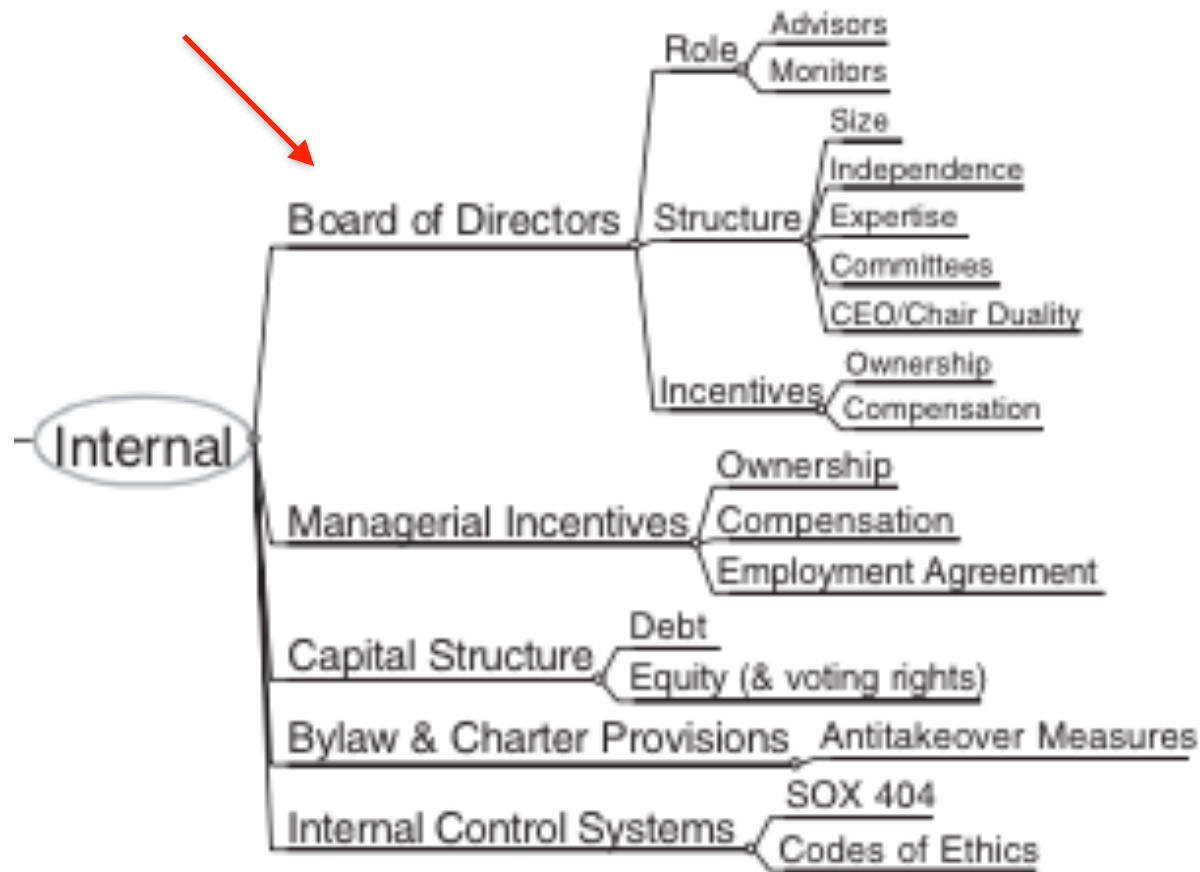 Internal
Board of Directors
Role
Advisors
Monitors
Structure
Size
Independence
Expertise
Committees
CEO/Chair Duality
Incentives
Ownership
Compensation
Managerial Incentives
Ownership
Compensation
Employment Agreement
Capital Structure
Debt
Equity (& voting rights)
Bylaw & Charter Provisions
Antitakeover Measures
Internal Control Systems
SOX 404
Codes of Ethics